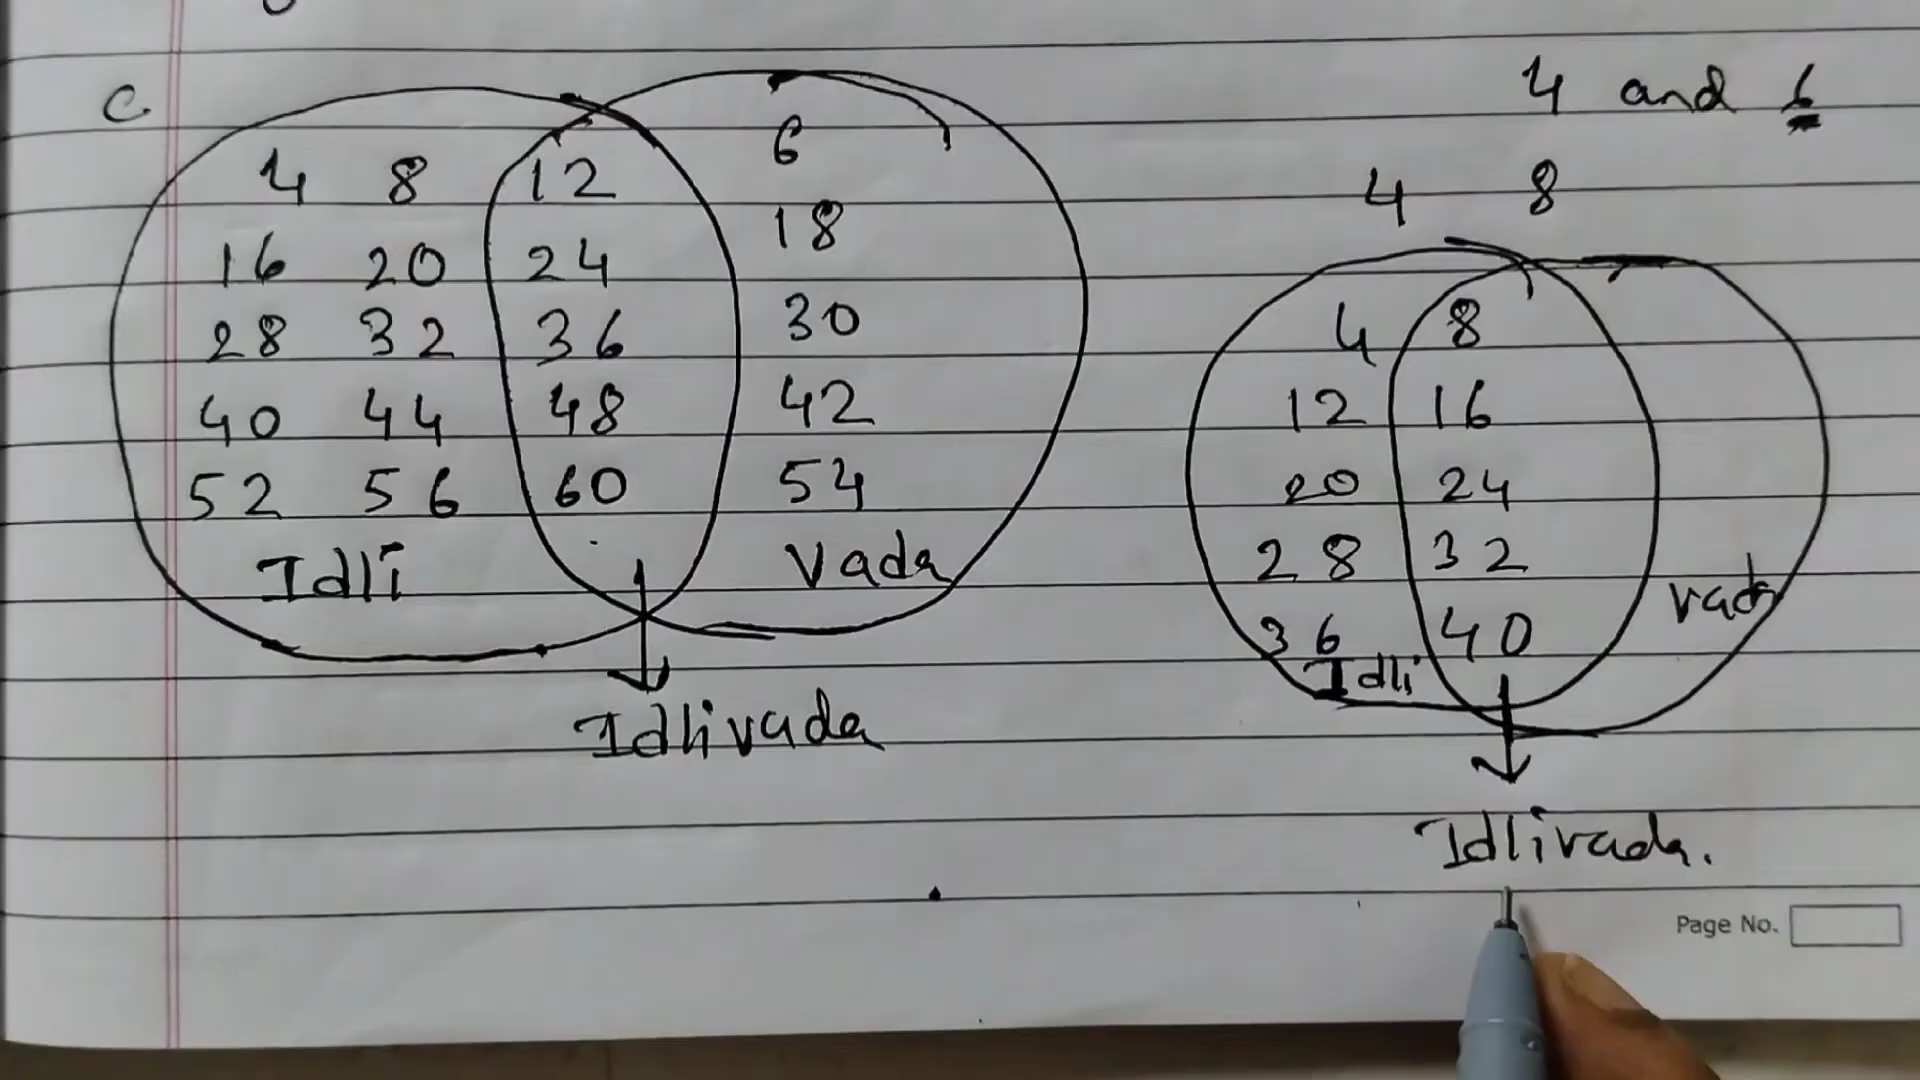 C.
4 8 12 6
16 20 24 18
28 32 36 30
40 44 48 42
52 56 60 54
Idli Vada
Idlivada
4 and 6
4 8
4 8
12 16
20 24
28 32
36 40
Idli vada
Idlivada.
Page No.